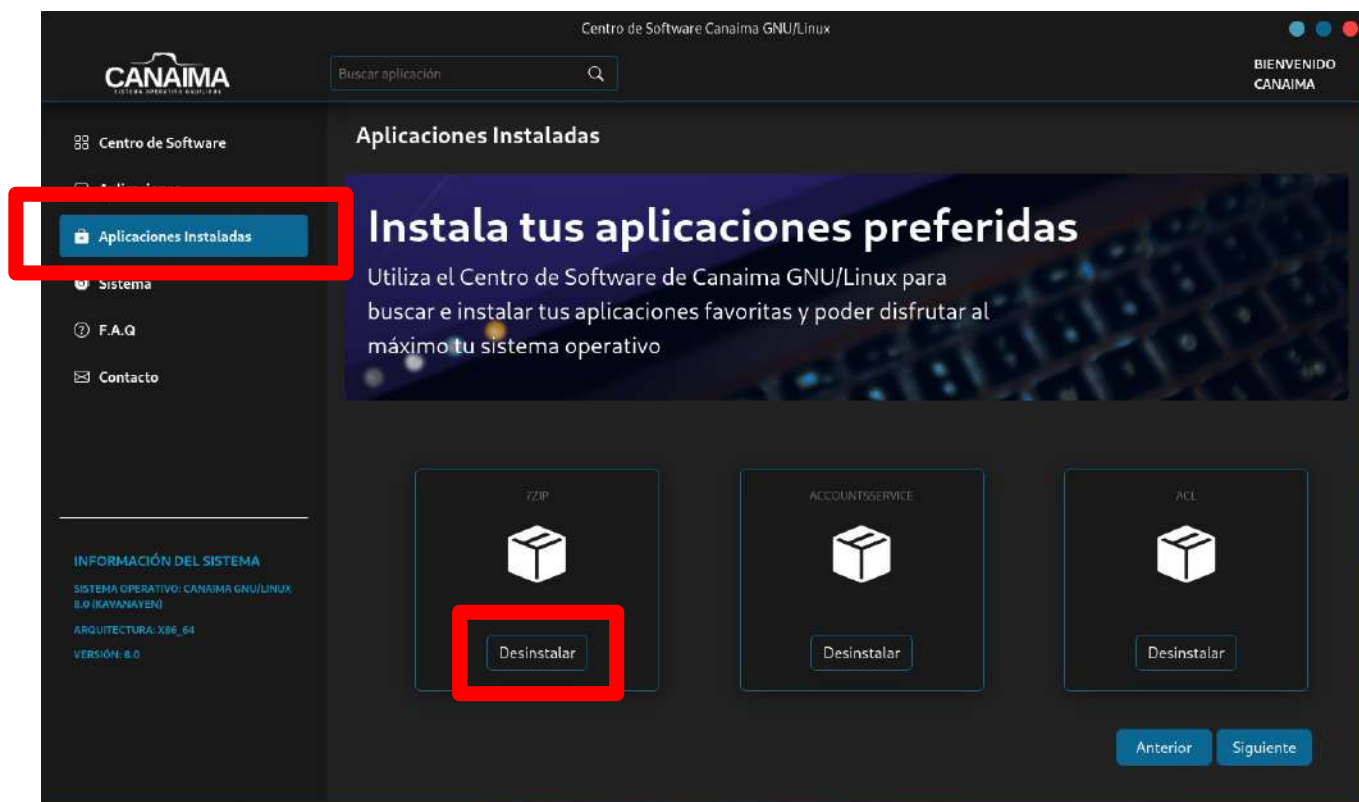 Centro de Software Canaima GNU/Linux
CANAIMA
Buscar aplicación
BIENVENIDO
CANAIMA
Centro de Software
Aplicaciones Instaladas
Sistema
F.A.Q
Contacto
INFORMACIÓN DEL SISTEMA
SISTEMA OPERATIVO: CANAIMA GNU/LINUX
8.0 (KAVANAYEN)
ARQUITECTURA: X86_64
VERSIÓN: 8.0
Aplicaciones Instaladas
Instala tus aplicaciones preferidas
Utiliza el Centro de Software de Canaima GNU/Linux para
buscar e instalar tus aplicaciones favoritas y poder disfrutar al
máximo tu sistema operativo
7ZIP
ACCOUNTSSERVICE
ACL
Desinstalar
Desinstalar
Desinstalar
Anterior
Siguiente